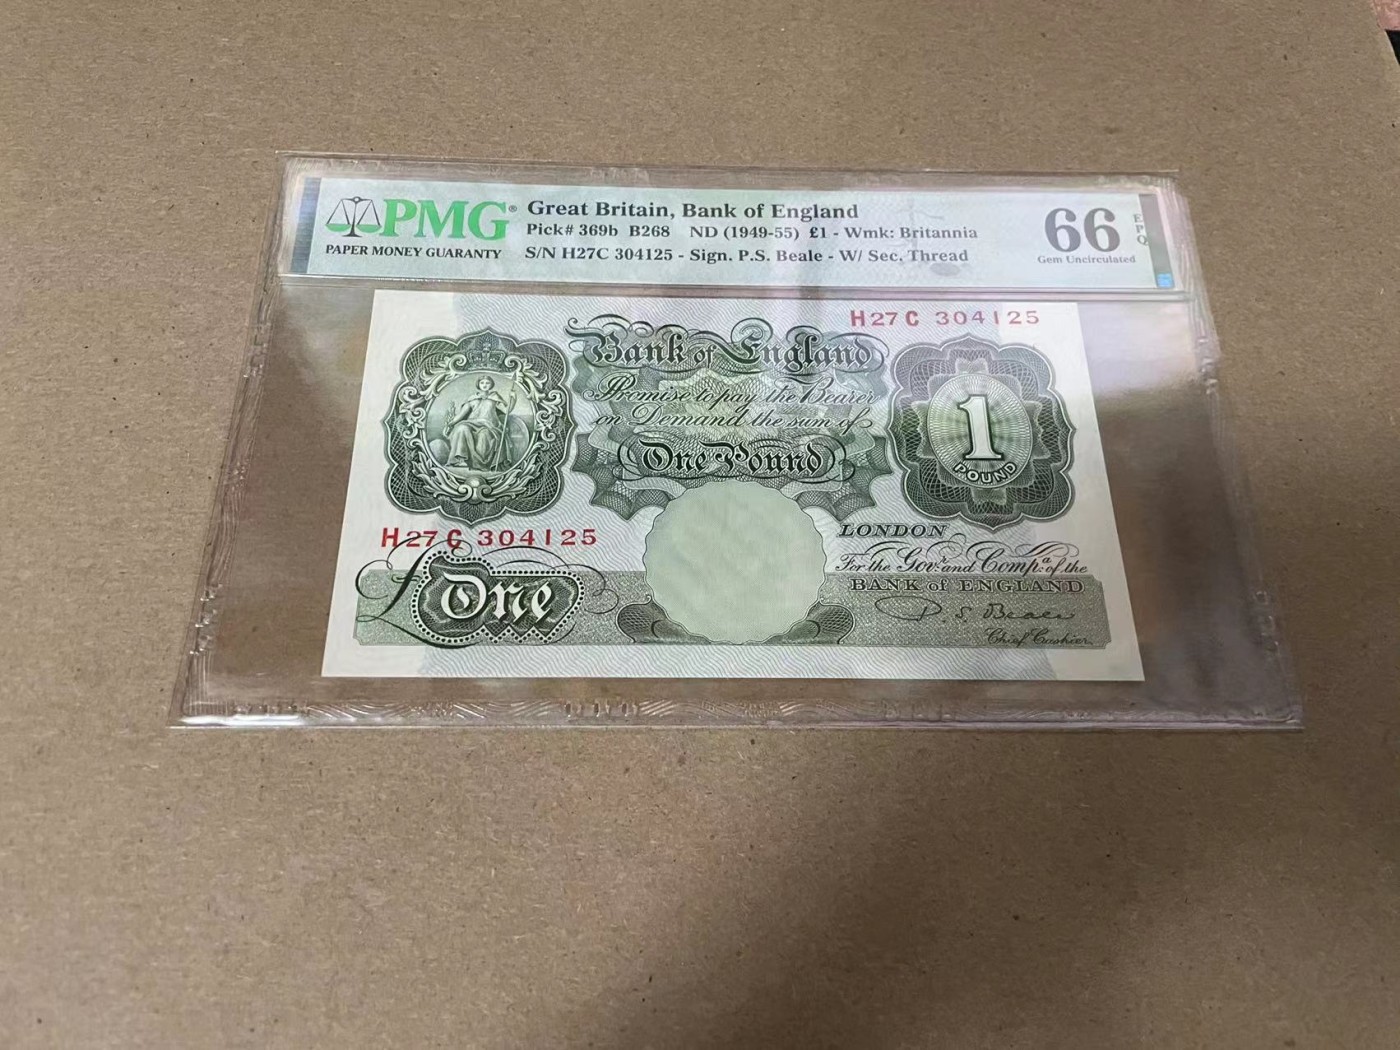 PMG®
PAPER MONEY GUARANTY
Great Britain, Bank of England
Pick# 369b B268 ND (1949-55) £1 - Wmk: Britannia
S/N H27C 304125 - Sign. P.S. Beale - W/ Sec. Thread
66
EPQ
Gem Uncirculated
H27C 304125
Bank of England
Promise to pay the Bearer
on Demand the sum of
One Pound
1
POUND
H27C 304125
£One
LONDON
For the Govr. and Compa. of the
BANK of ENGLAND
P. S. Beale
Chief Cashier